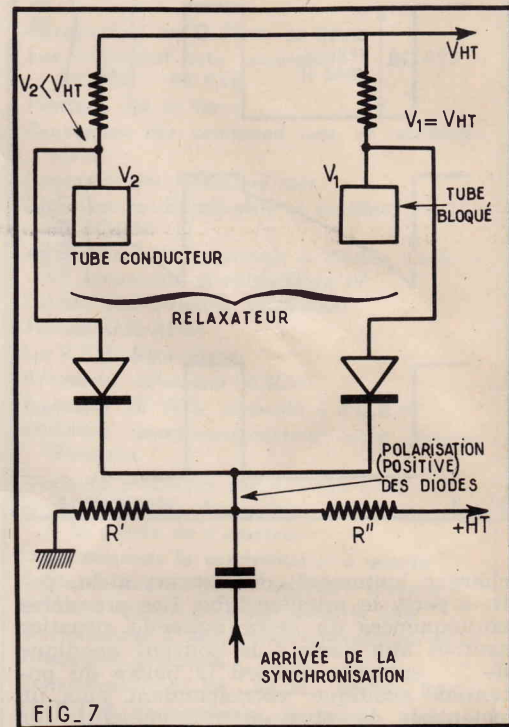 VHT
V2<VHT
V1=VHT
V2
V1
TUBE
BLOQUÉ
TUBE CONDUCTEUR
RELAXATEUR
POLARISATION
(POSITIVE)
DES DIODES
R'
R"
+HT
ARRIVÉE DE LA
SYNCHRONISATION
FIG_7